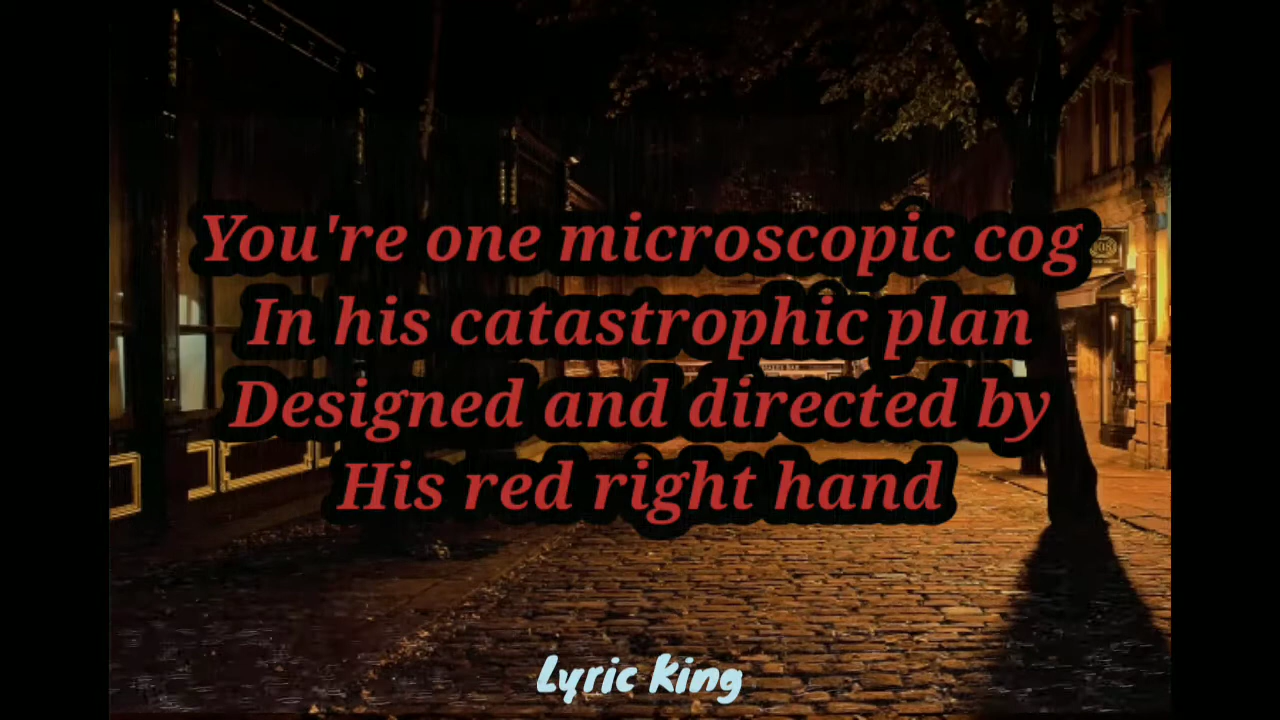 You're one microscopic cog
In his catastrophic plan
Designed and directed by
His red right hand
108
Lyric King